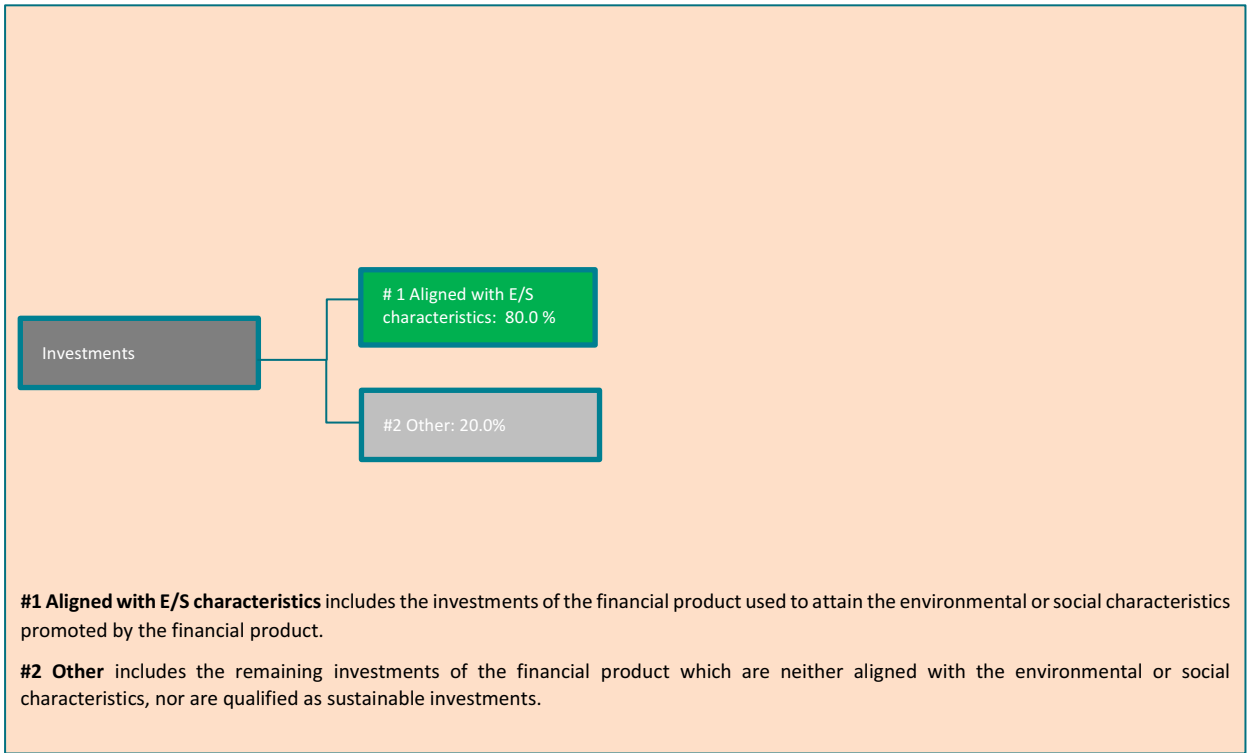 # 1 Aligned with E/S
characteristics:  80.0 %
Investments
#2 Other: 20.0%
#1 Aligned with E/S characteristics includes the investments of the financial product used to attain the environmental or social characteristics
promoted by the financial product.
#2 Other includes the remaining investments of the financial product which are neither aligned with the environmental or social
characteristics, nor are qualified as sustainable investments.